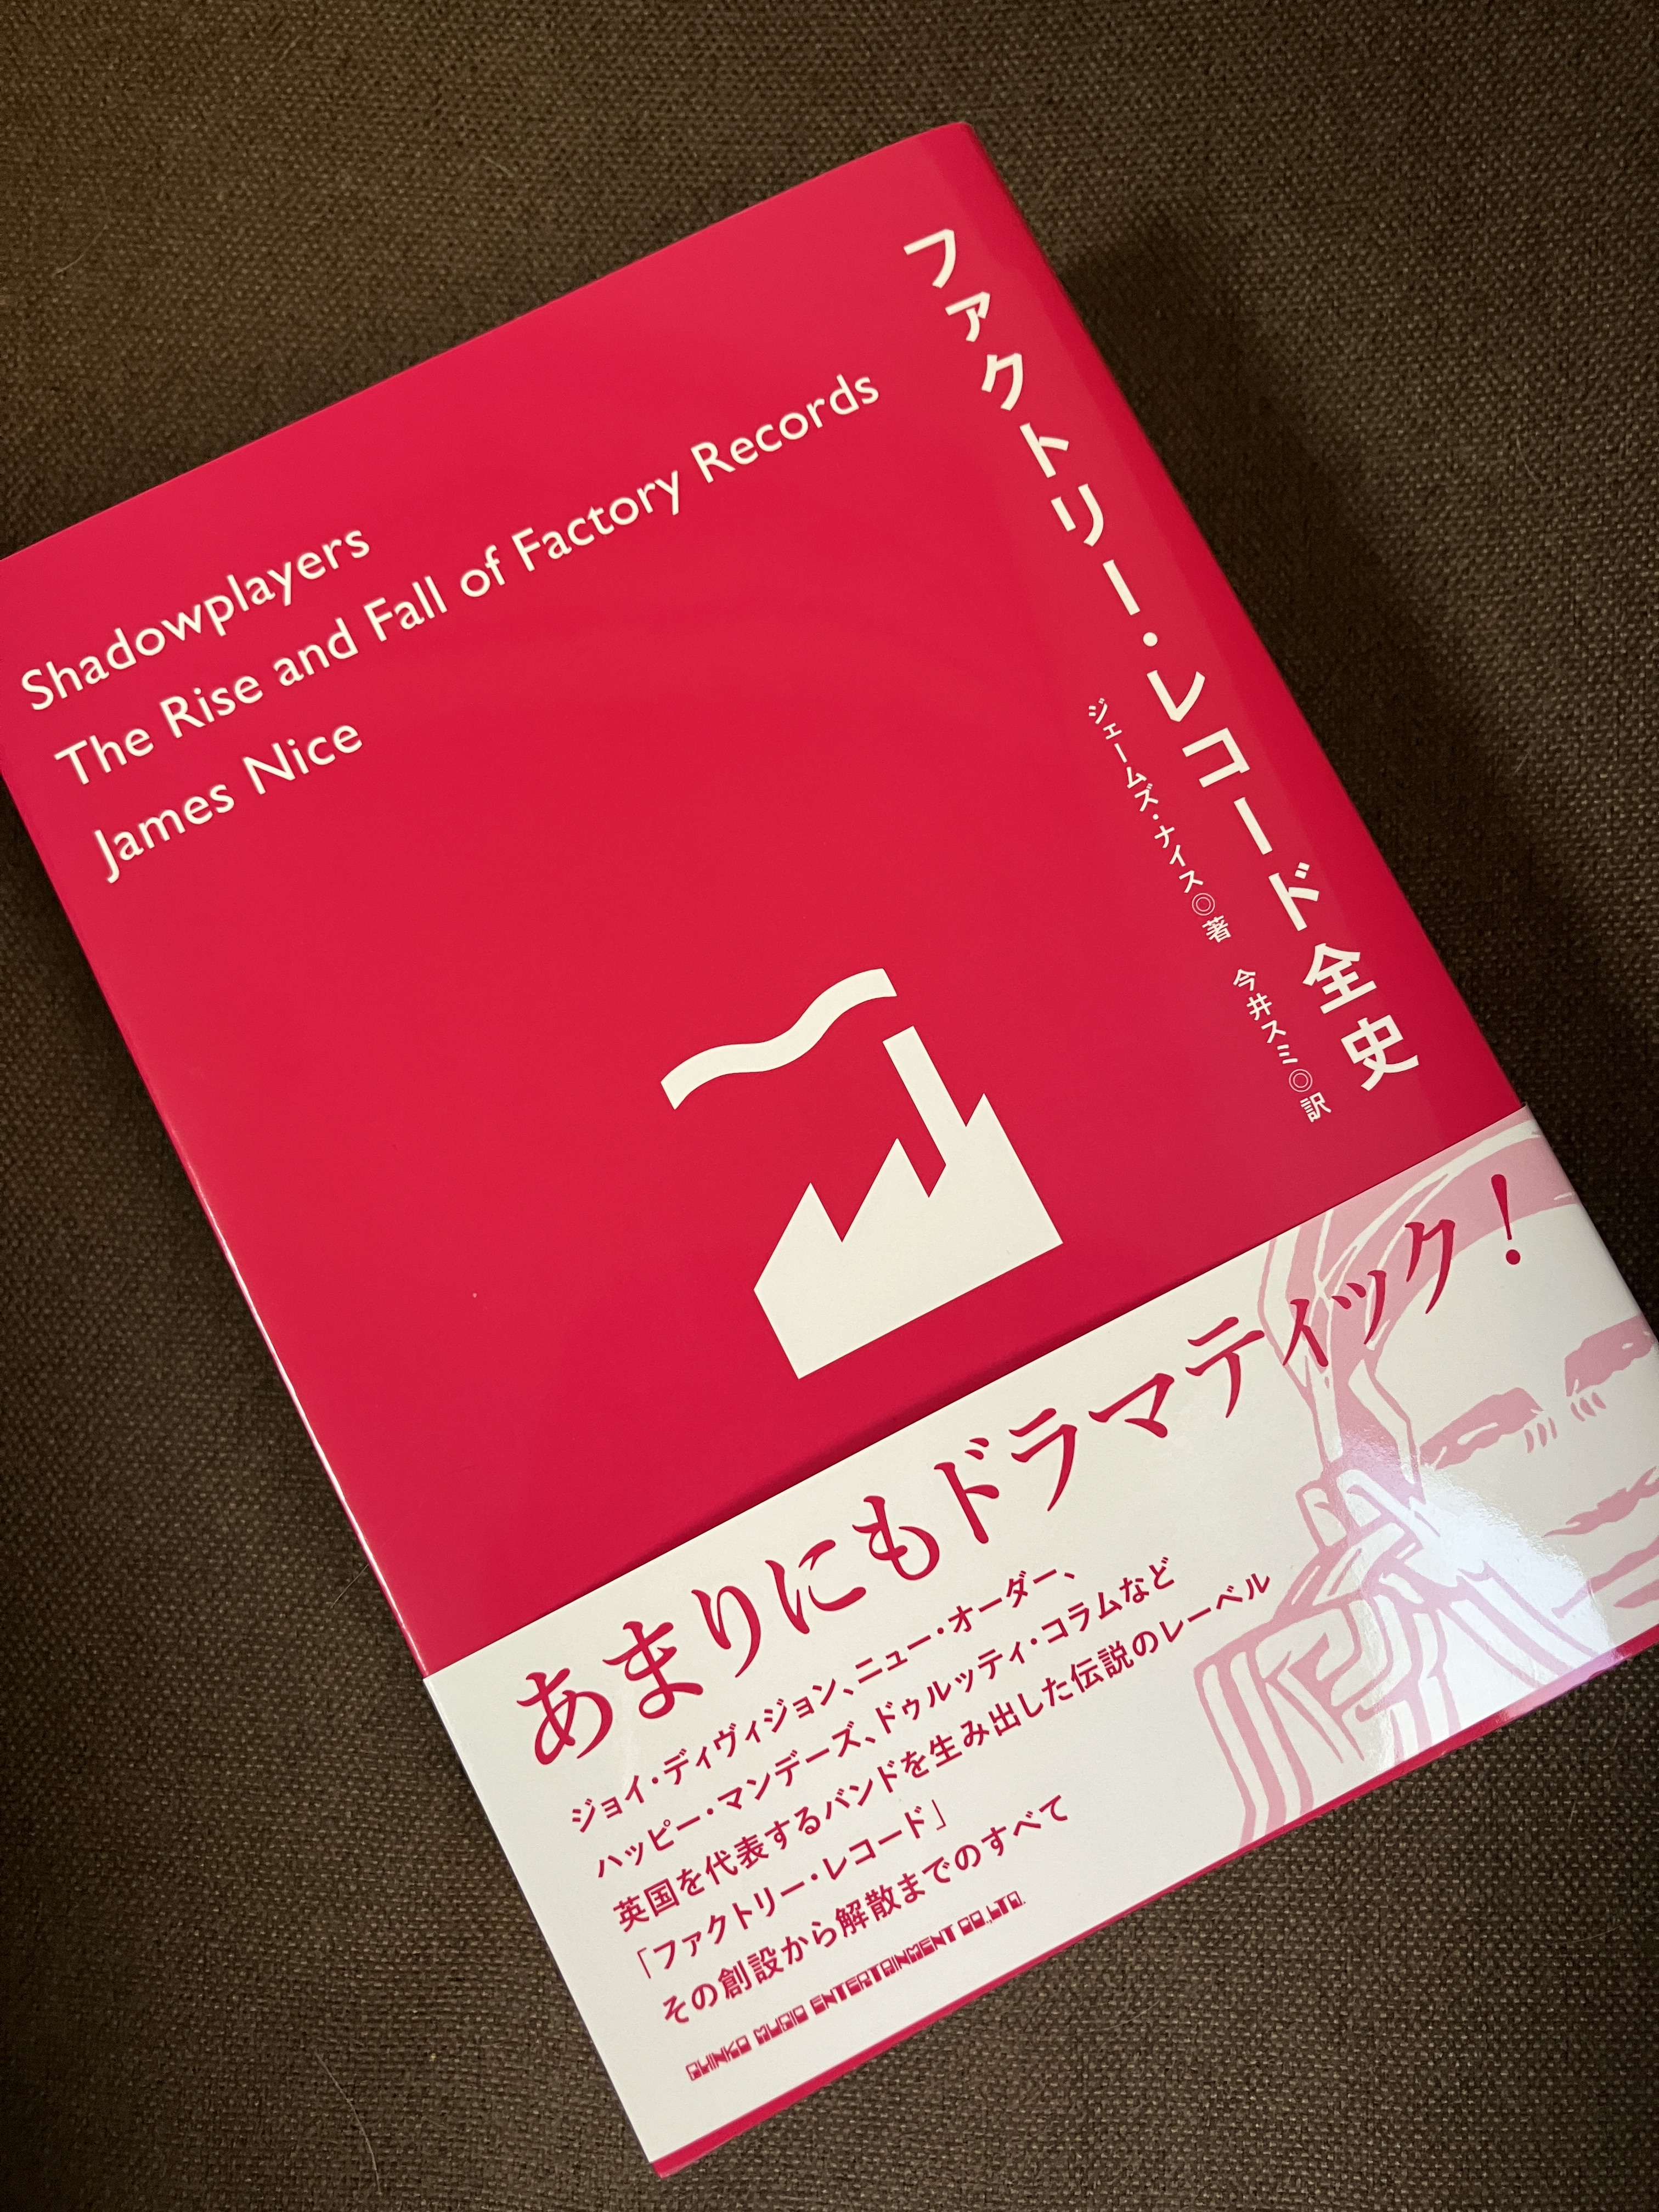 Shadowplayers
The Rise and Fall of Factory Records
James Nice
ファクトリー・レコード全史
ジェームズ・ナイス◎著 今井スミ◎訳
あまりにもドラマティック！
ジョイ・ディヴィジョン、ニュー・オーダー、
ハッピー・マンデーズ、ドゥルッティ・コラムなど
英国を代表するバンドを生み出した伝説のレーベル
「ファクトリー・レコード」
その創設から解散までのすべて
SHINKO MUSIC ENTERTAINMENT CO.,LTD.